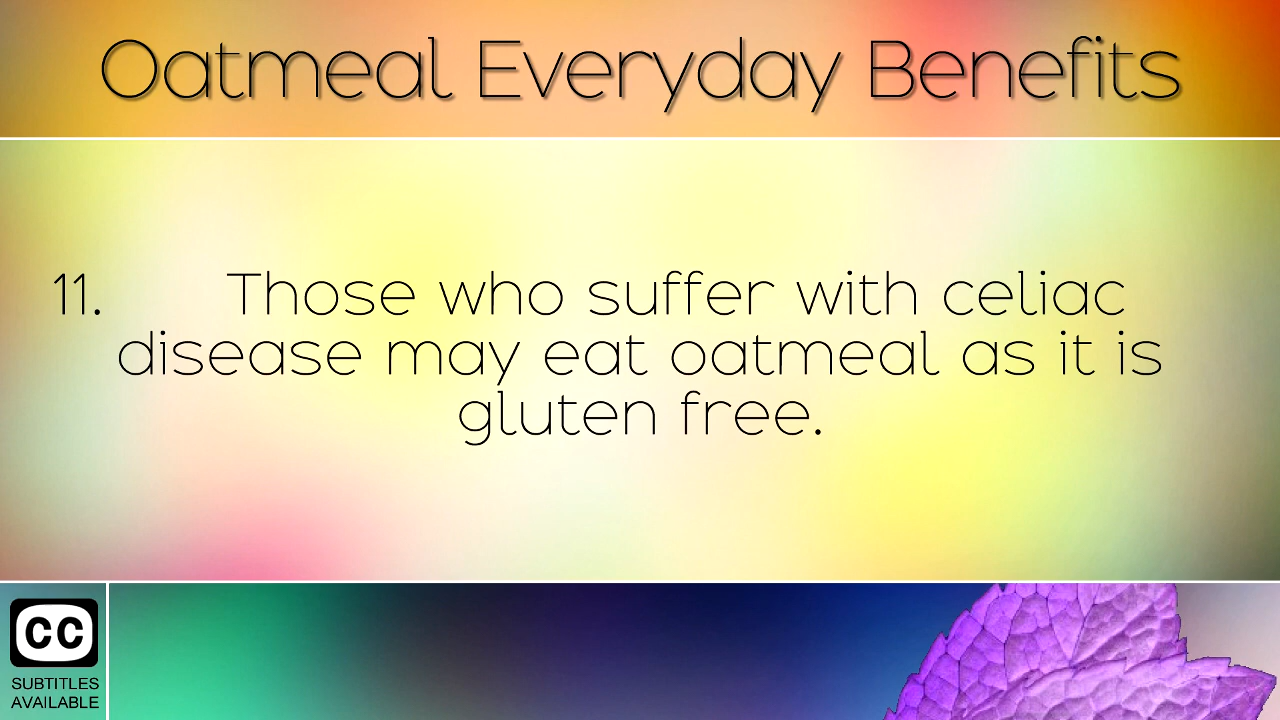 Oatmeal Everyday Benefits
11. Those who suffer with celiac
disease may eat oatmeal as it is
gluten free.
CC
SUBTITLES
AVAILABLE